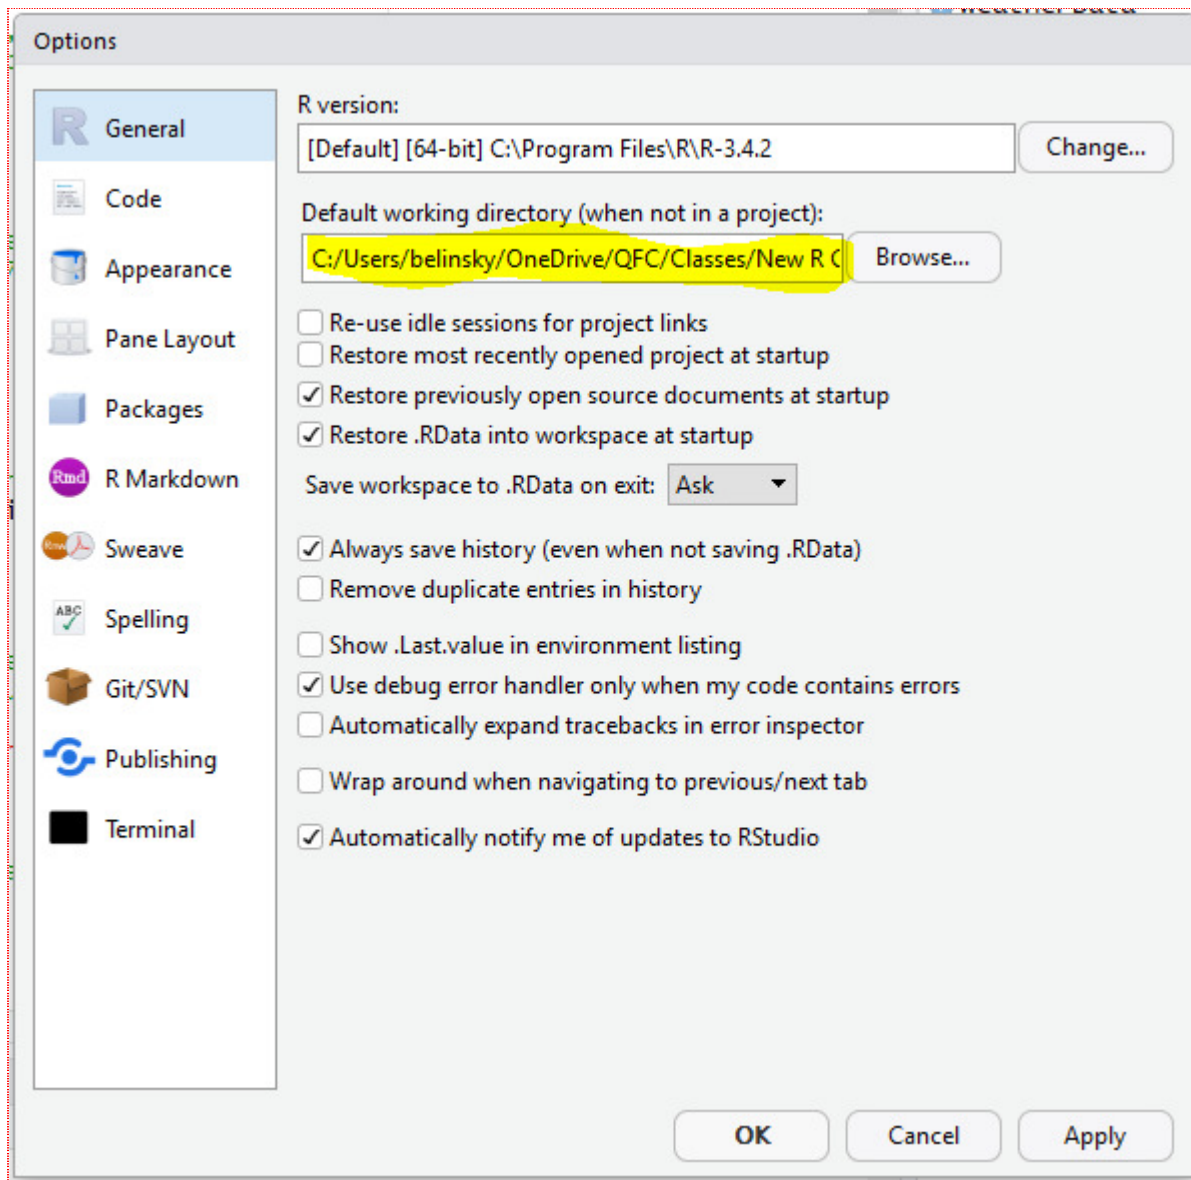 Options
General
Code
Appearance
Pane Layout
Packages
Rmd R Markdown
Rnw Sweave
ABC Spelling
Git/SVN
Publishing
Terminal
R version:
[Default] [64-bit] C:\Program Files\R\R-3.4.2 Change...
Default working directory (when not in a project):
C:/Users/belinsky/OneDrive/QFC/Classes/New R Browse...
Re-use idle sessions for project links
Restore most recently opened project at startup
Restore previously open source documents at startup
Restore .RData into workspace at startup
Save workspace to .RData on exit: Ask
Always save history (even when not saving .RData)
Remove duplicate entries in history
Show .Last.value in environment listing
Use debug error handler only when my code contains errors
Automatically expand tracebacks in error inspector
Wrap around when navigating to previous/next tab
Automatically notify me of updates to RStudio
OK Cancel Apply